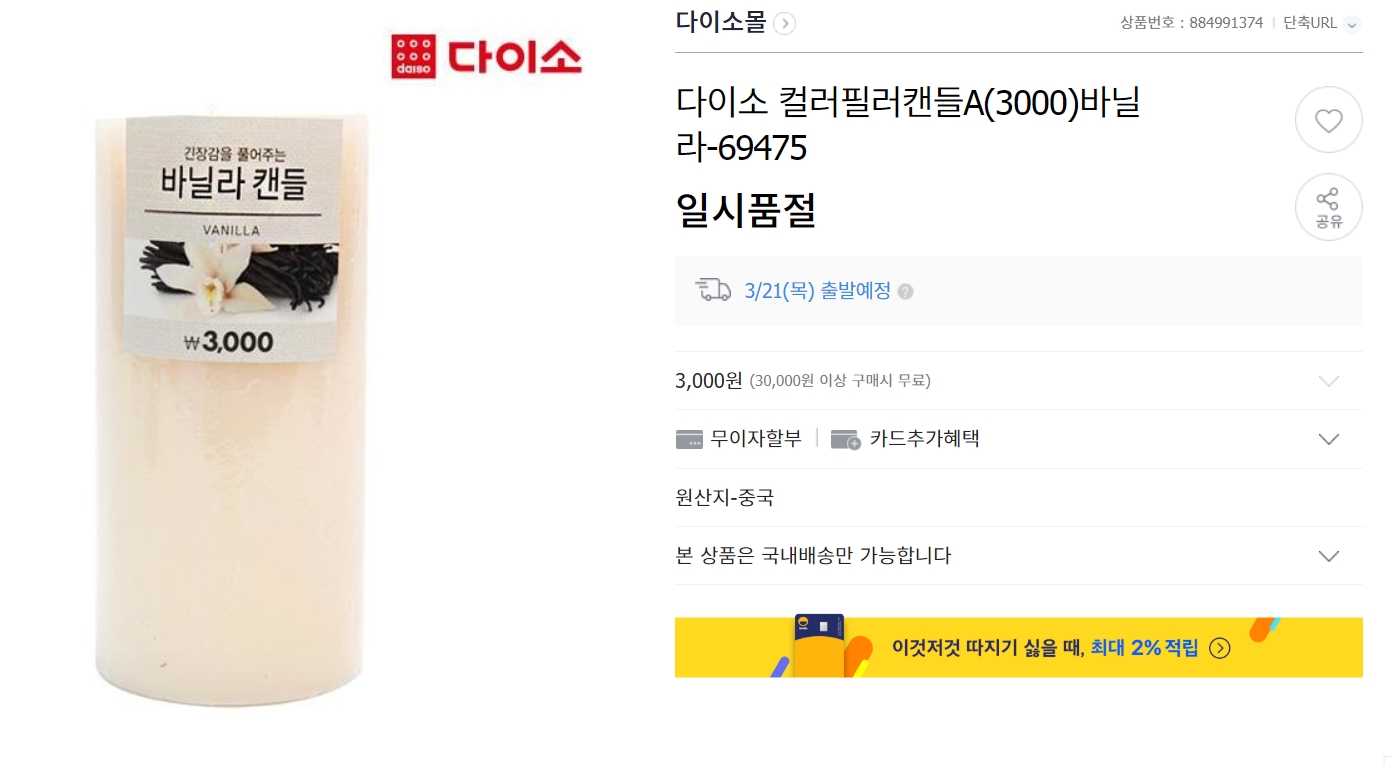 daiso 다이소
긴장감을 풀어주는
바닐라 캔들
VANILLA
₩3,000
다이소몰
상품번호 : 884991374 단축URL
다이소 컬러필러캔들A(3000)바닐
라-69475
일시품절
공유
3/21(목) 출발예정 ?
3,000원 (30,000원 이상 구매시 무료)
무이자할부 카드추가혜택
원산지-중국
본 상품은 국내배송만 가능합니다
이것저것 따지기 싫을 때, 최대 2% 적립